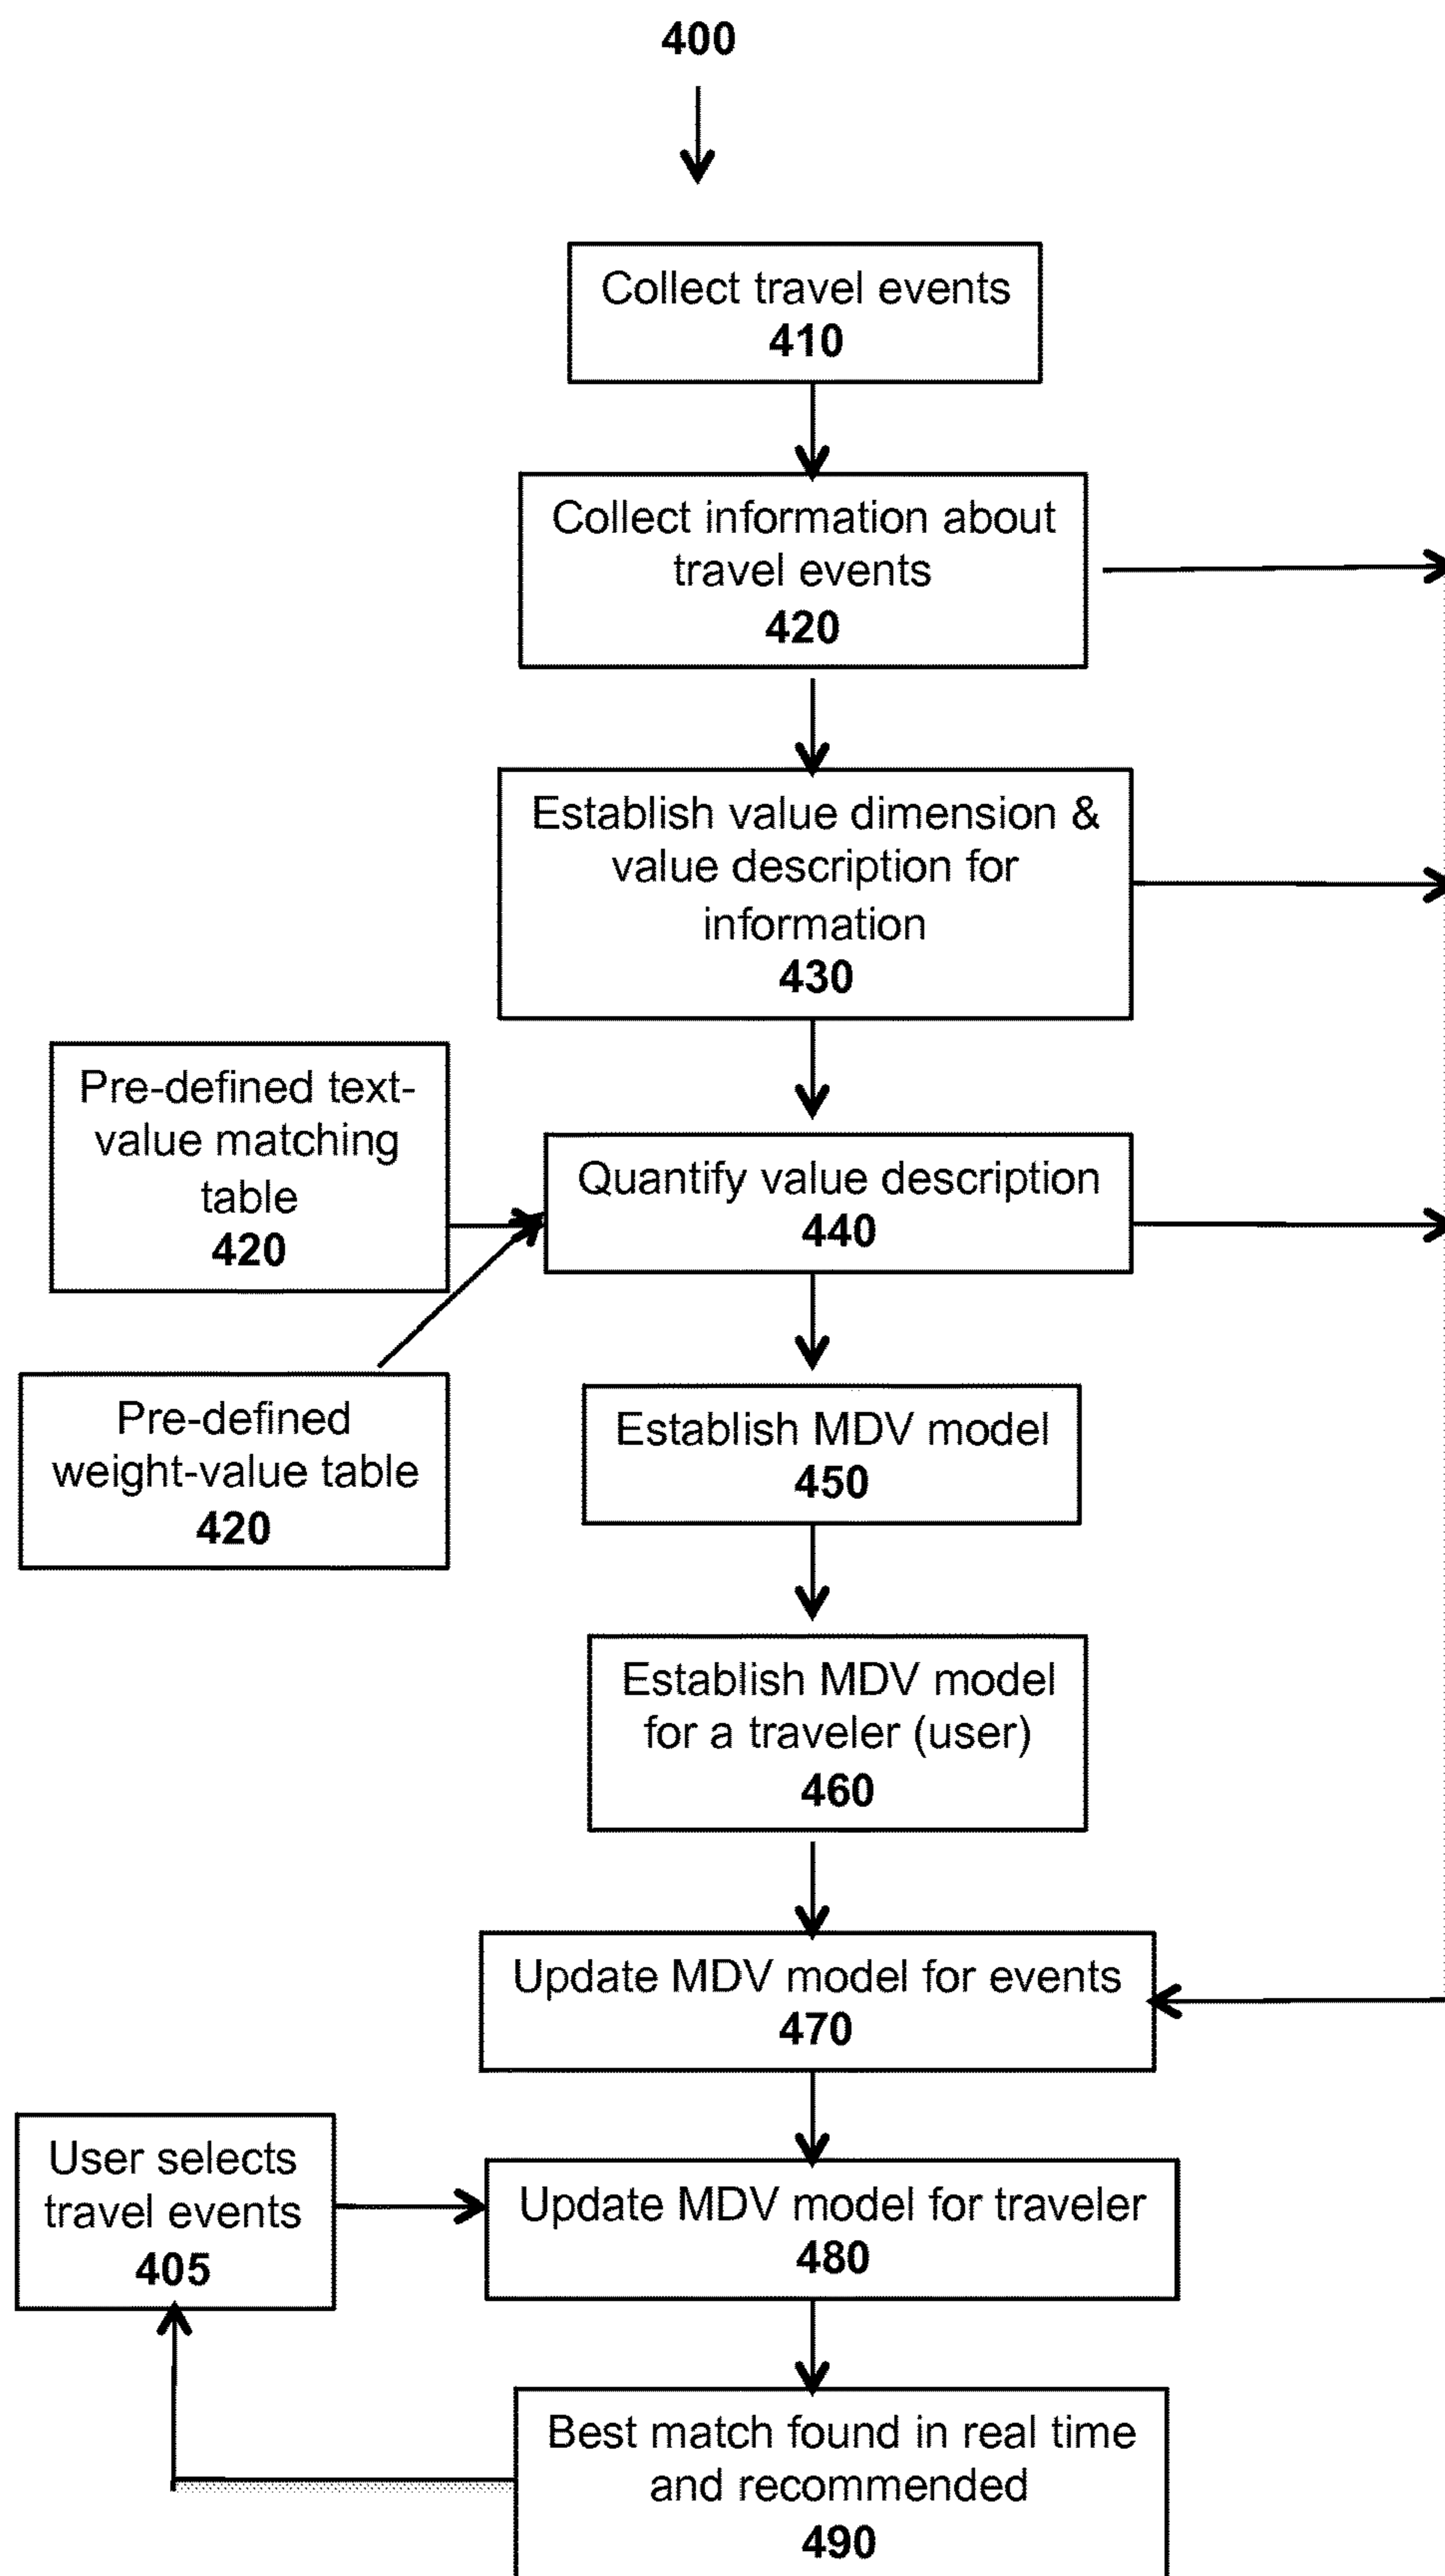 400
Collect travel events
410
Collect information about
travel events
420
Establish value dimension &
value description for
information
430
Pre-defined text-
value matching
table
420
Quantify value description
440
Pre-defined
weight-value table
420
Establish MDV model
450
Establish MDV model
for a traveler (user)
460
Update MDV model for events
470
User selects
travel events
405
Update MDV model for traveler
480
Best match found in real time
and recommended
490